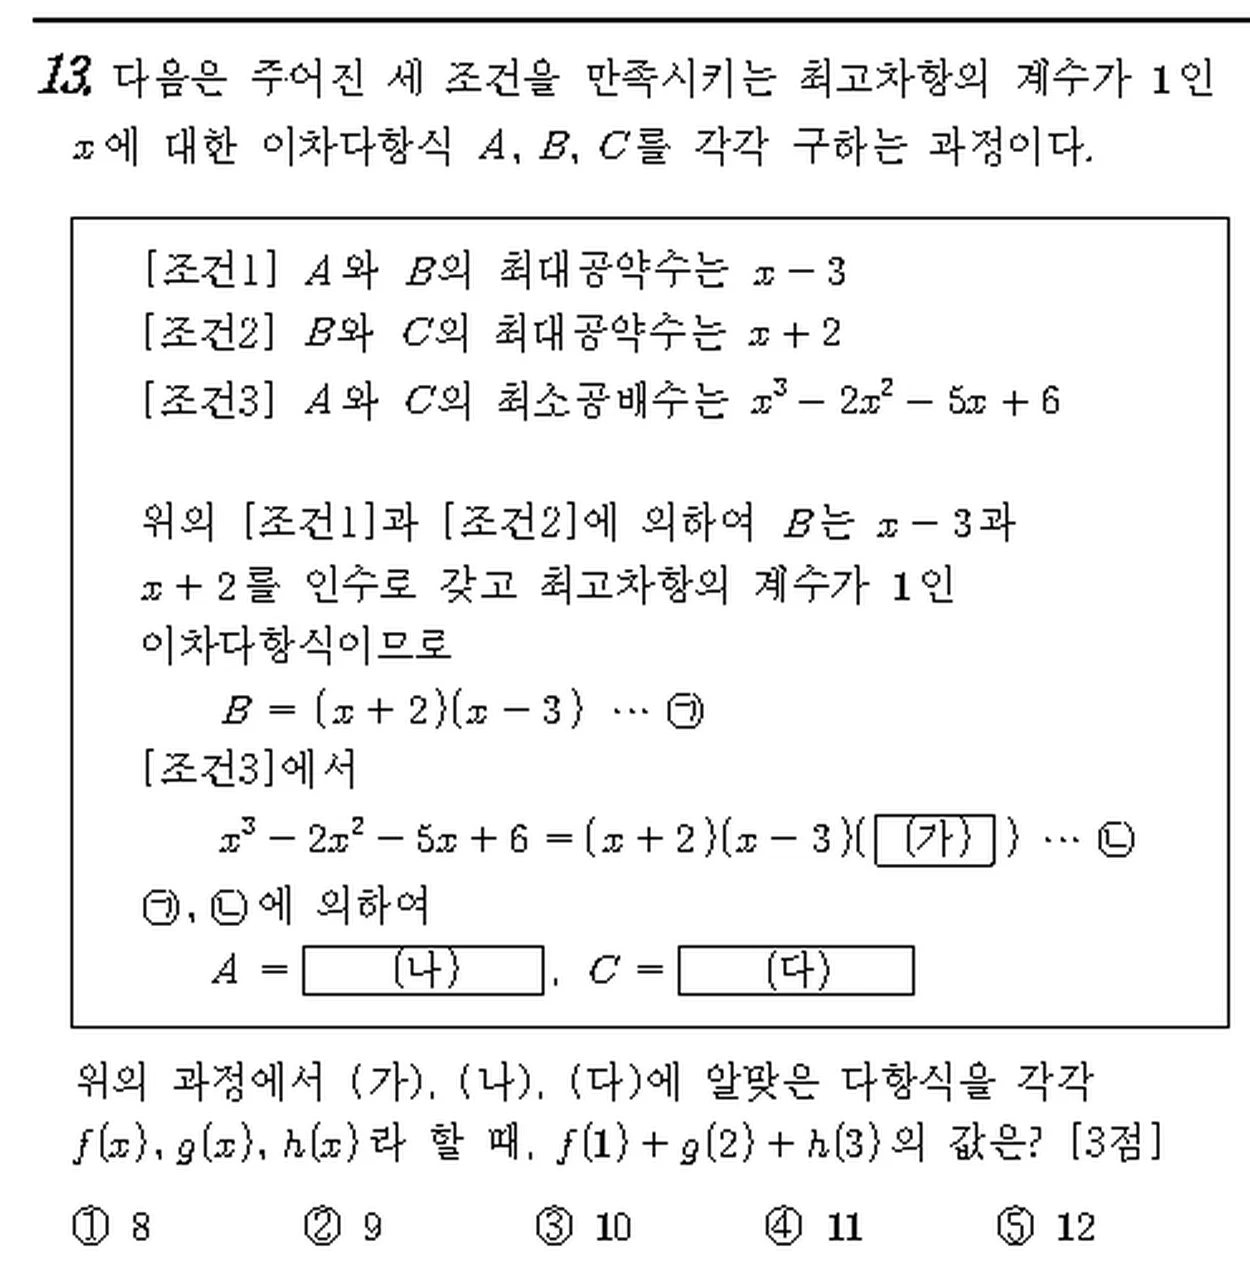 13. 다음은 주어진 세 조건을 만족시키는 최고차항의 계수가 1인
x에 대한 이차다항식 A, B, C를 각각 구하는 과정이다.
[조건1] A와 B의 최대공약수는 x − 3
[조건2] B와 C의 최대공약수는 x + 2
[조건3] A와 C의 최소공배수는 x³ − 2x² − 5x + 6
위의 [조건1]과 [조건2]에 의하여 B는 x − 3과
x + 2를 인수로 갖고 최고차항의 계수가 1인
이차다항식이므로
B = (x + 2)(x − 3) ⋯ ㉠
[조건3]에서
x³ − 2x² − 5x + 6 = (x + 2)(x − 3)( (가) ) ⋯ ㉡
㉠, ㉡에 의하여
A = (나) , C = (다)
위의 과정에서 (가), (나), (다)에 알맞은 다항식을 각각
f(x), g(x), h(x)라 할 때, f(1) + g(2) + h(3)의 값은? [3점]
① 8 ② 9 ③ 10 ④ 11 ⑤ 12